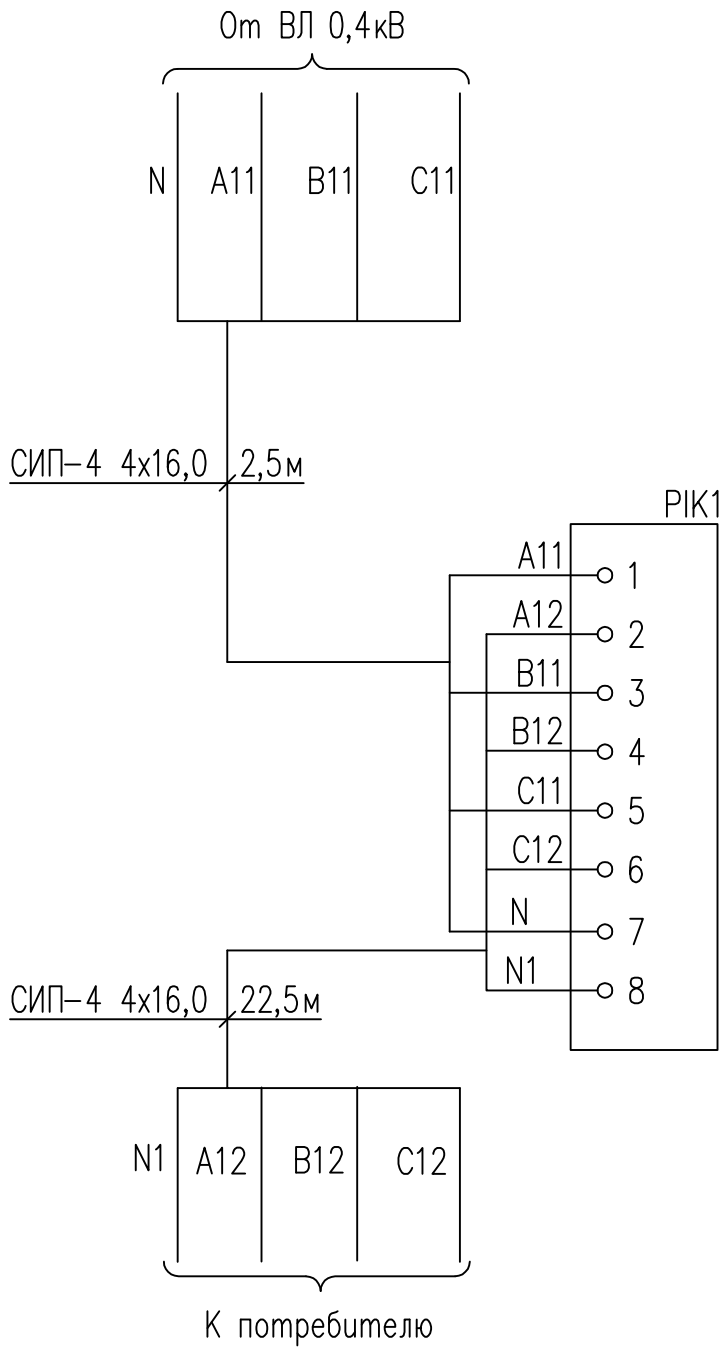 От ВЛ 0,4кВ
N A11 B11 C11
СИП-4 4х16,0 2,5м
PIK1
A11 1
A12 2
B11 3
B12 4
C11 5
C12 6
N 7
N1 8
СИП-4 4х16,0 22,5м
N1 A12 B12 C12
К потребителю